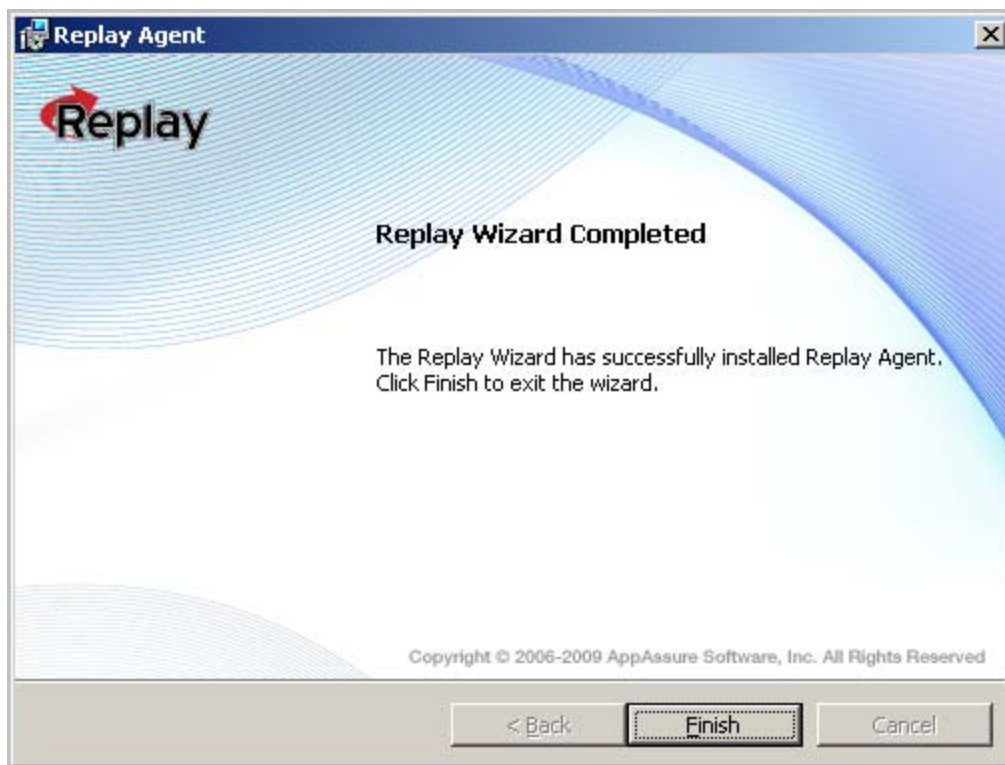 Replay Agent
Replay
Replay Wizard Completed
The Replay Wizard has successfully installed Replay Agent.
Click Finish to exit the wizard.
Copyright © 2006-2009 AppAssure Software, Inc. All Rights Reserved
< Back
Finish
Cancel